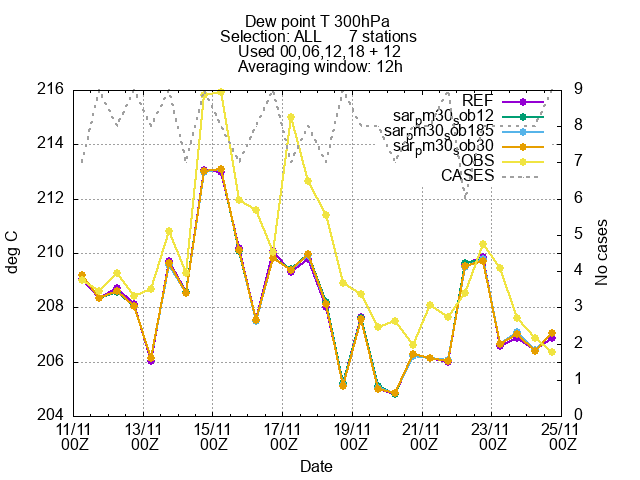 Dew point T 300hPa
Selection: ALL 7 stations
Used 00,06,12,18 + 12
Averaging window: 12h
216
214
212
210
208
206
204
deg C
9
8
7
6
5
4
3
2
1
0
No cases
REF
sarpm30sob12
sarpm30sob185
sarpm30sob30
OBS
CASES
11/11 13/11 15/11 17/11 19/11 21/11 23/11 25/11
00Z 00Z 00Z 00Z 00Z 00Z 00Z 00Z
Date